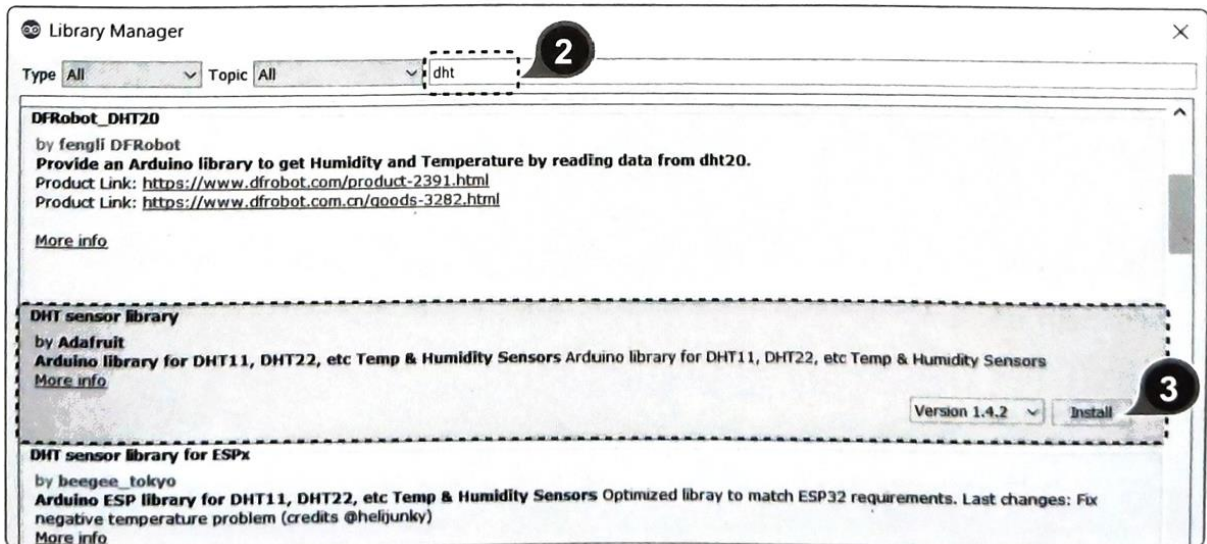 Library Manager
Type All Topic All dht 2
DFRobot_DHT20
by fengli DFRobot
Provide an Arduino library to get Humidity and Temperature by reading data from dht20.
Product Link: https://www.dfrobot.com/product-2391.html
Product Link: https://www.dfrobot.com.cn/goods-3282.html
More info
DHT sensor library
by Adafruit
Arduino library for DHT11, DHT22, etc Temp & Humidity Sensors Arduino library for DHT11, DHT22, etc Temp & Humidity Sensors
More info
Version 1.4.2 Install 3
DHT sensor library for ESPx
by beegee_tokyo
Arduino ESP library for DHT11, DHT22, etc Temp & Humidity Sensors Optimized libray to match ESP32 requirements. Last changes: Fix
negative temperature problem (credits @helijunky)
More info